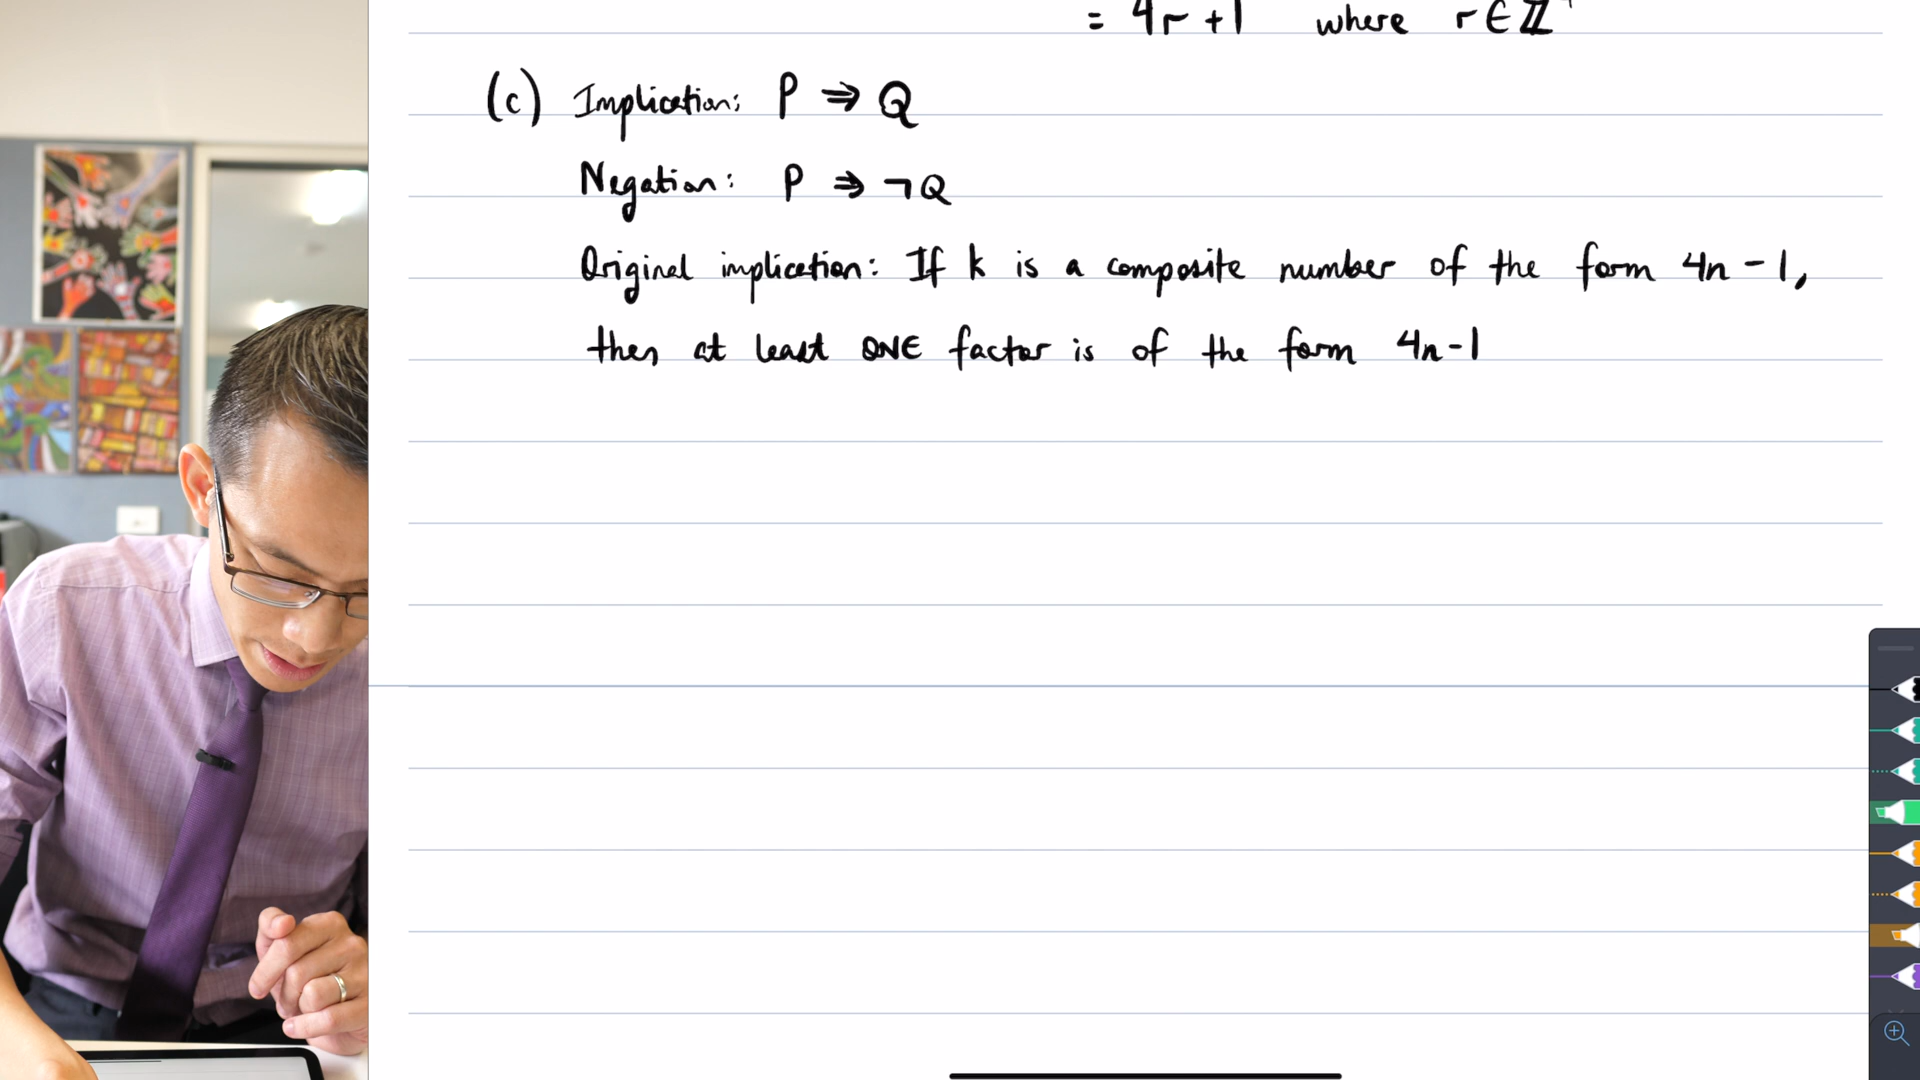 = 4r + 1 where r ∈ ℤ⁺
(c) Implication: P ⇒ Q
Negation: P ⇒ ¬Q
Original implication: If k is a composite number of the form 4n - 1,
then at least ONE factor is of the form 4n - 1